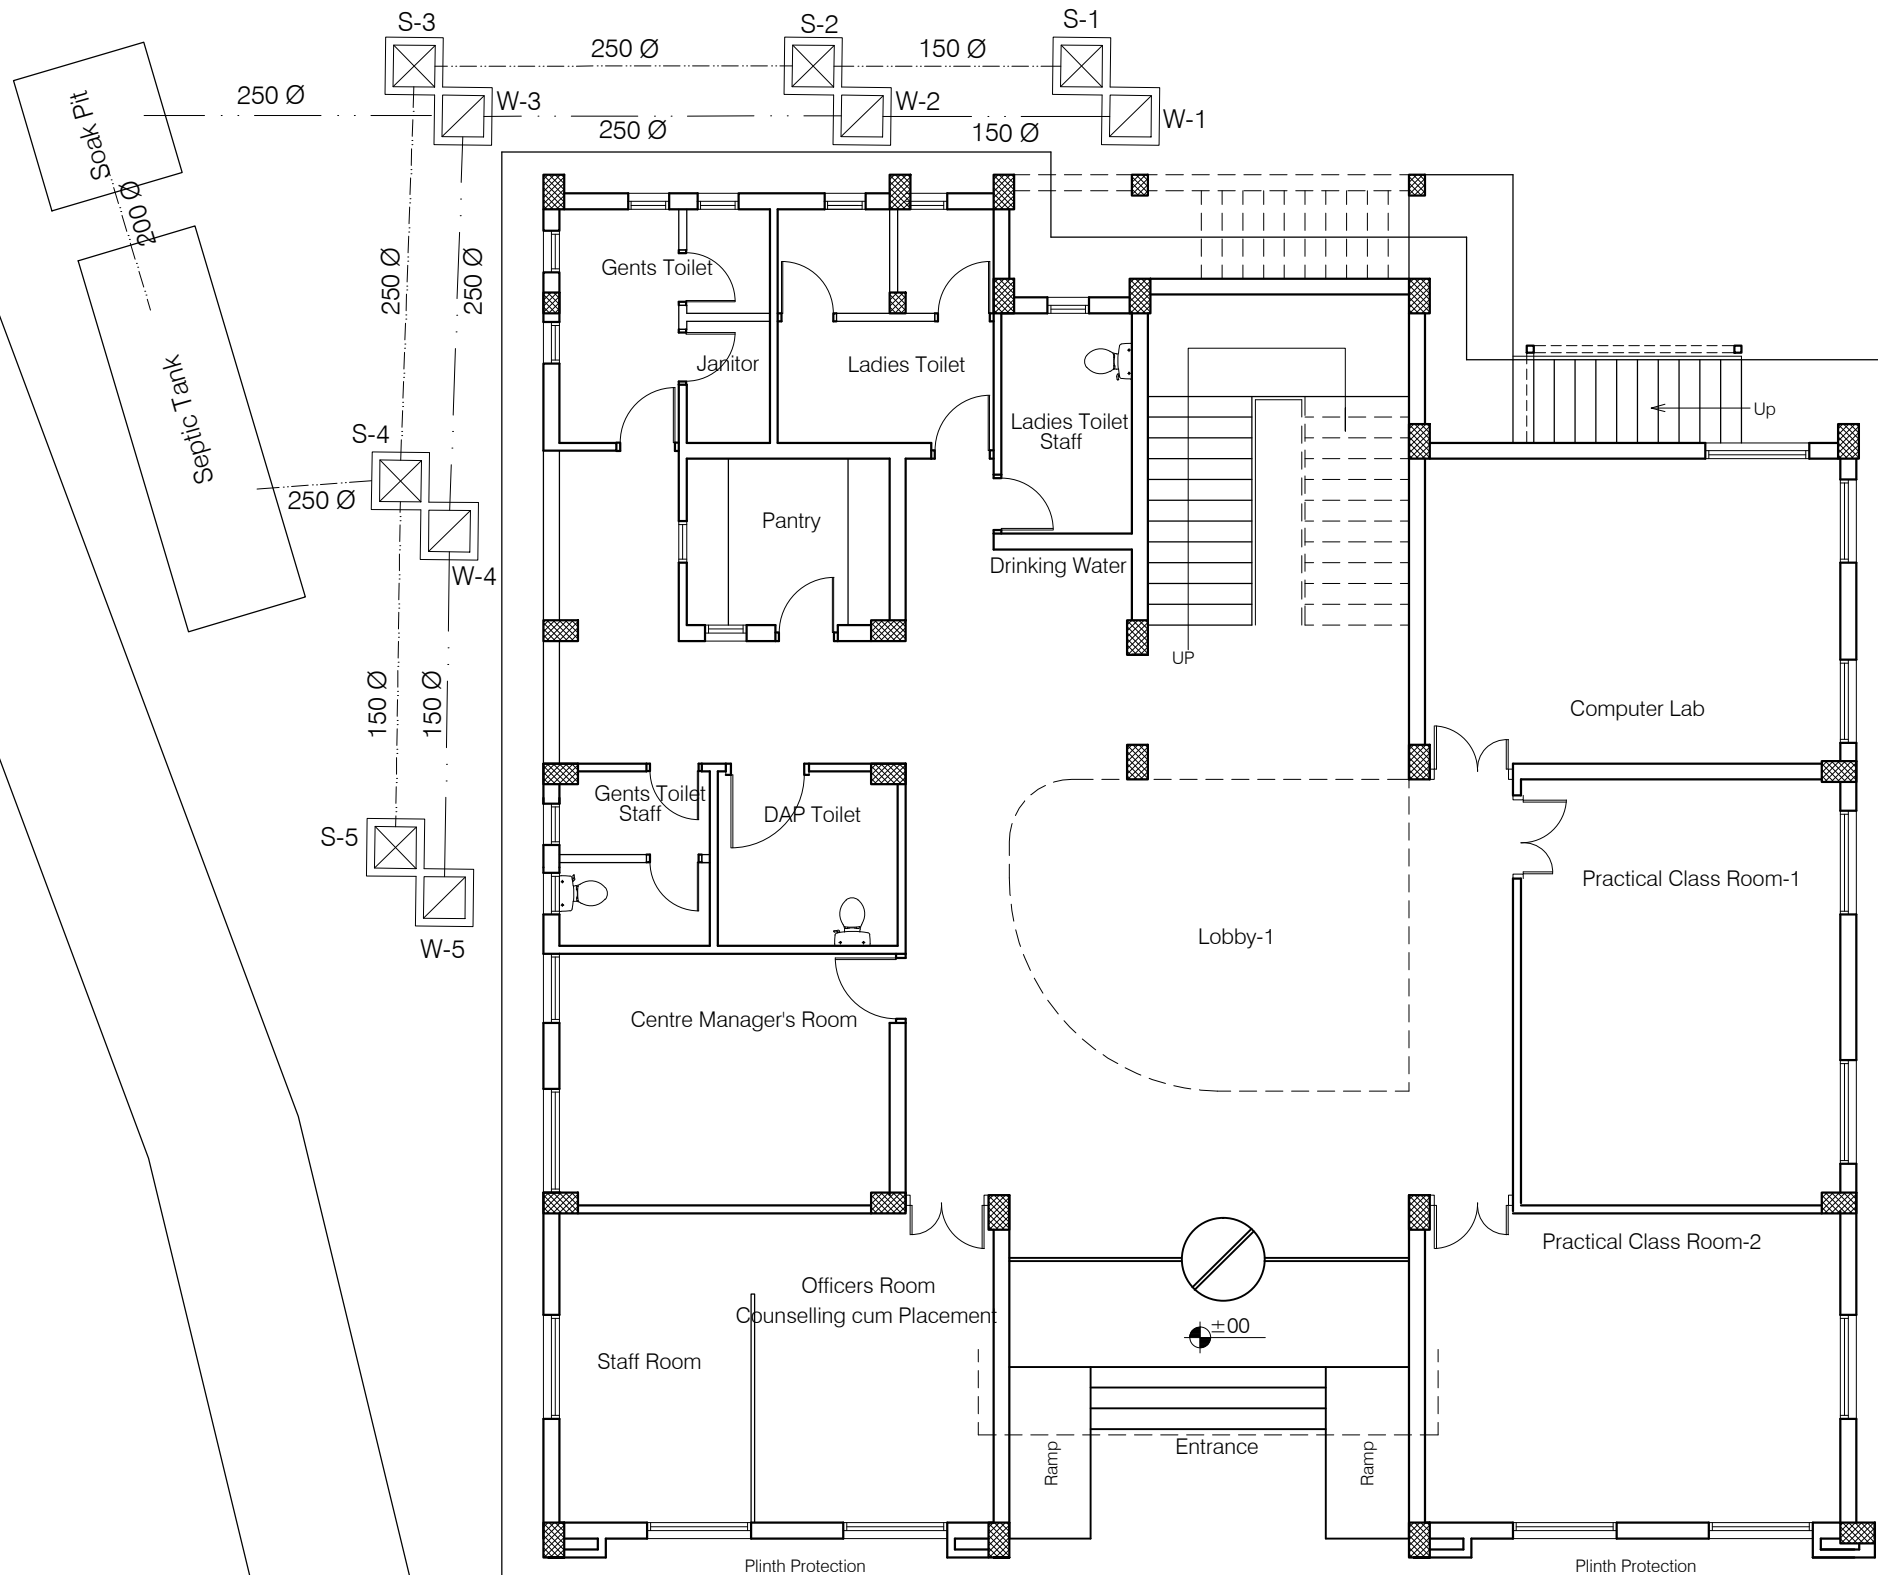 S-3
S-2
S-1
250 Ø
150 Ø
Soak Pit
250 Ø
W-3
W-2
W-1
250 Ø
150 Ø
200 Ø
250 Ø
250 Ø
Gents Toilet
Janitor
Ladies Toilet
Septic Tank
Ladies Toilet
Staff
Up
S-4
250 Ø
Pantry
W-4
Drinking Water
UP
150 Ø
150 Ø
Computer Lab
Gents Toilet
Staff
DAP Toilet
S-5
Practical Class Room-1
W-5
Lobby-1
Centre Manager's Room
Practical Class Room-2
Officers Room
Counselling cum Placement
±00
Staff Room
Entrance
Ramp
Ramp
Plinth Protection
Plinth Protection